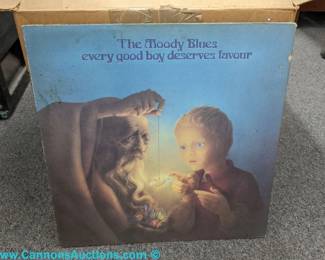 The Moody Blues
every good boy deserves favour
www.CannonsAuctions.com ©